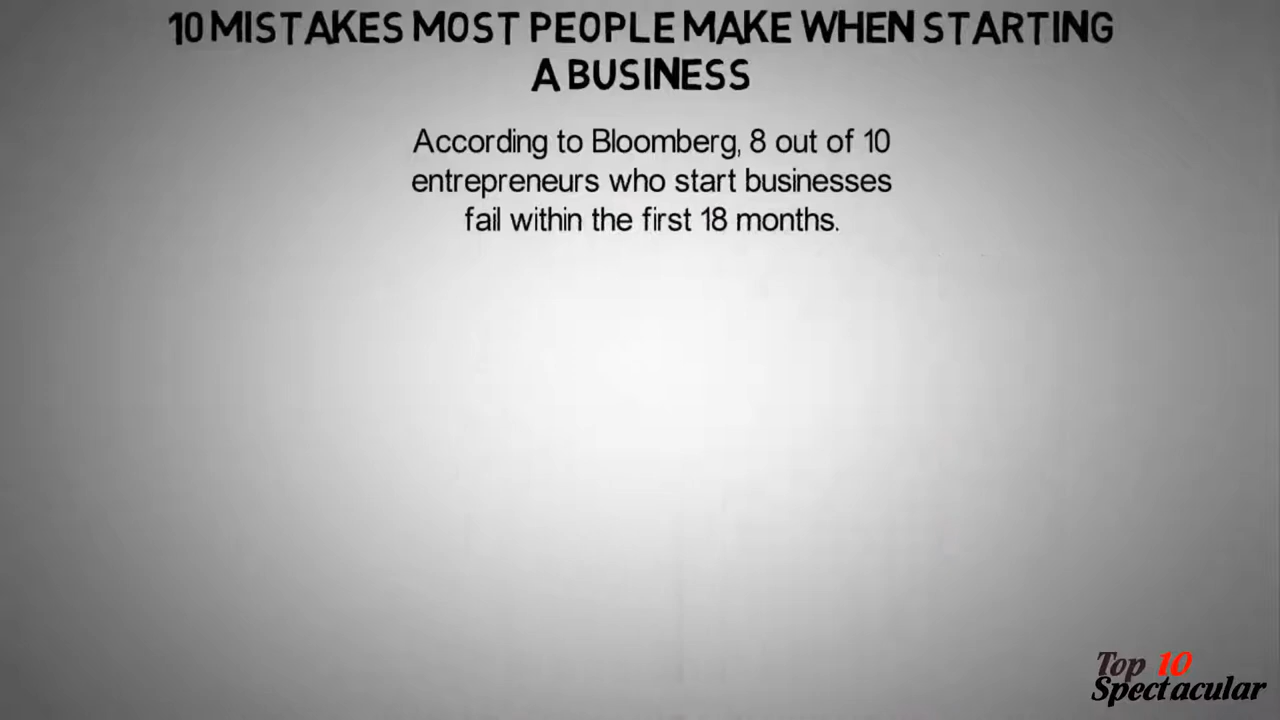 10 MISTAKES MOST PEOPLE MAKE WHEN STARTING
A BUSINESS
According to Bloomberg, 8 out of 10
entrepreneurs who start businesses
fail within the first 18 months.
Top 10
Spectacular